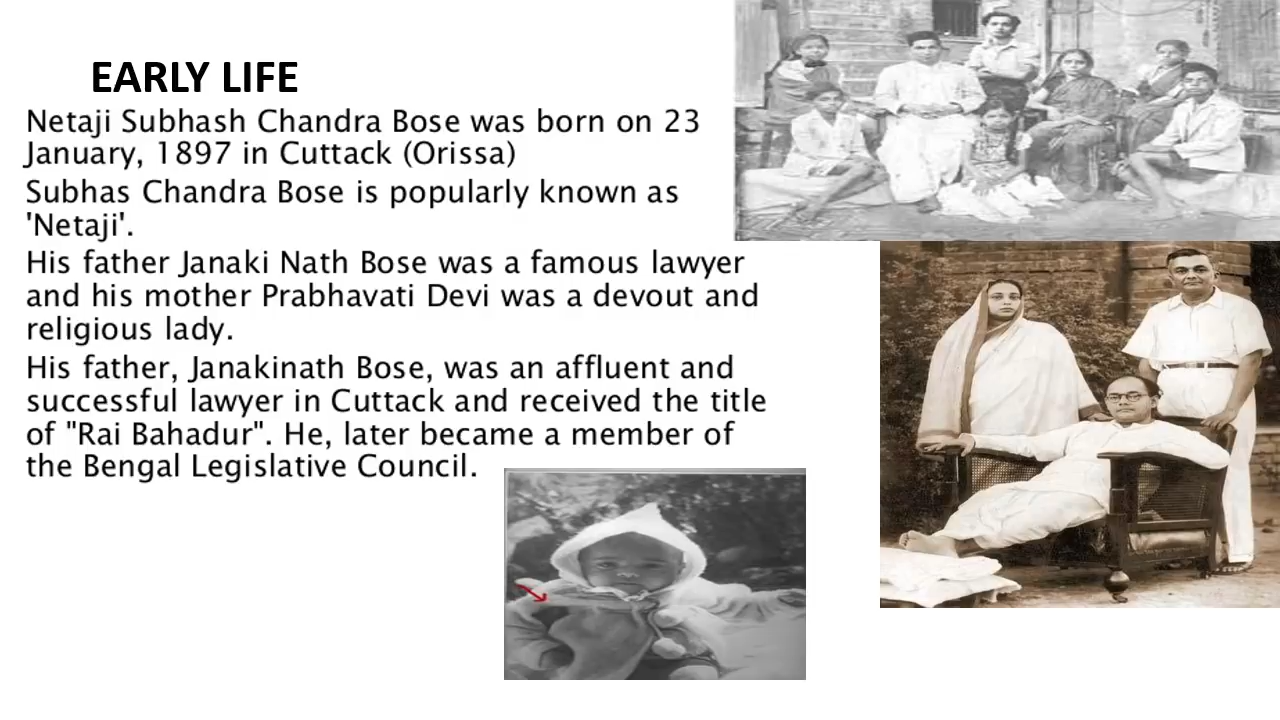 EARLY LIFE
Netaji Subhash Chandra Bose was born on 23
January, 1897 in Cuttack (Orissa)
Subhas Chandra Bose is popularly known as
'Netaji'.
His father Janaki Nath Bose was a famous lawyer
and his mother Prabhavati Devi was a devout and
religious lady.
His father, Janakinath Bose, was an affluent and
successful lawyer in Cuttack and received the title
of "Rai Bahadur". He, later became a member of
the Bengal Legislative Council.